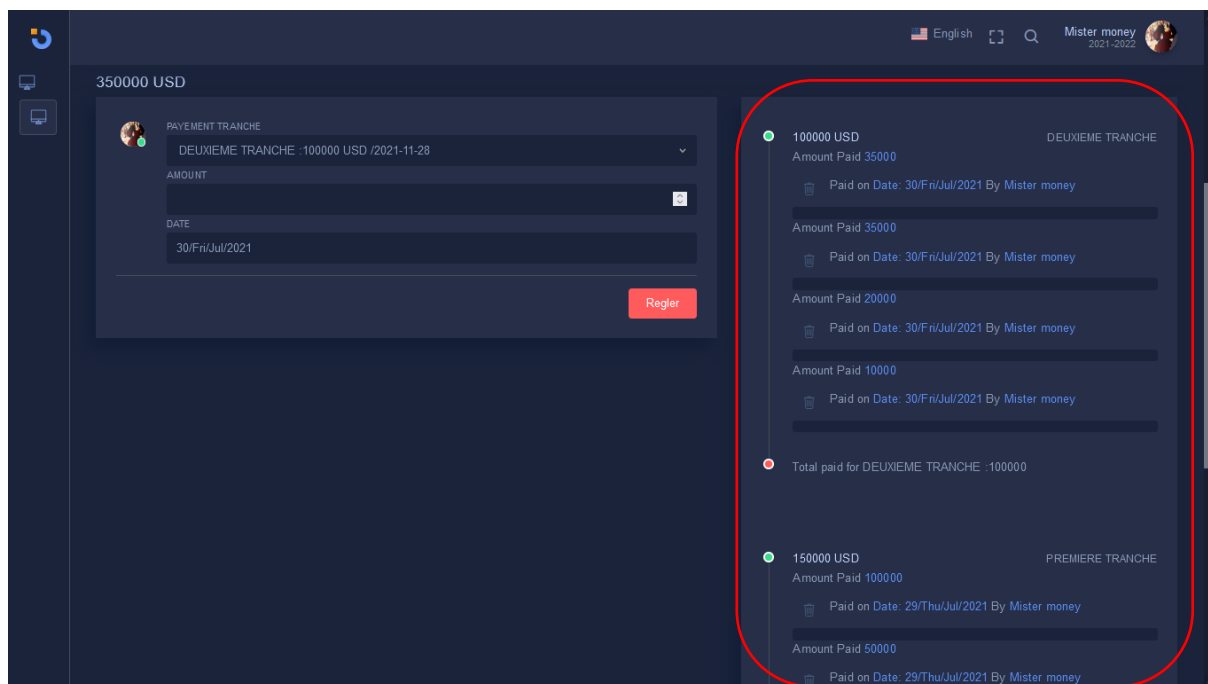 English
Mister money
2021-2022
350000 USD
PAYEMENT TRANCHE
DEUXIEME TRANCHE :100000 USD /2021-11-28
AMOUNT
DATE
30/Fri/Jul/2021
Regler
100000 USD DEUXIEME TRANCHE
Amount Paid 35000
Paid on Date: 30/Fri/Jul/2021 By Mister money
Amount Paid 35000
Paid on Date: 30/Fri/Jul/2021 By Mister money
Amount Paid 20000
Paid on Date: 30/Fri/Jul/2021 By Mister money
Amount Paid 10000
Paid on Date: 30/Fri/Jul/2021 By Mister money
Total paid for DEUXIEME TRANCHE :100000
150000 USD PREMIERE TRANCHE
Amount Paid 100000
Paid on Date: 29/Thu/Jul/2021 By Mister money
Amount Paid 50000
Paid on Date: 29/Thu/Jul/2021 By Mister money